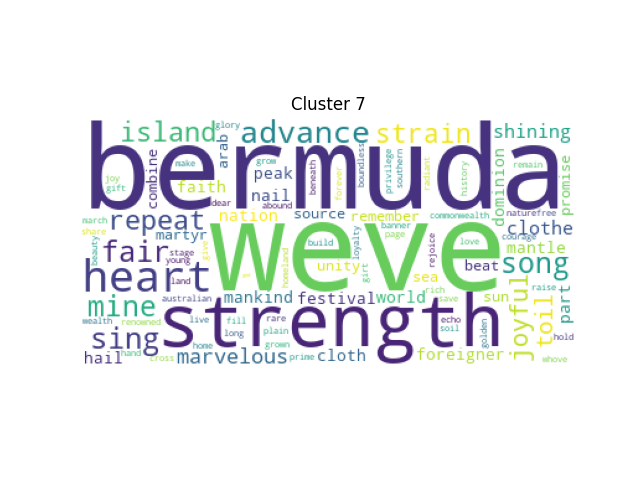 Cluster 7
island advance strain shining
glory
bermuda
combine arab make grow peak beneath forever boundless privilege southern radiant history dominion remain promise
joy gift faith dear nail abound naturefree
march share repeat nation source remember commonwealth clothe
weve
beauty fair martyr stage young land give homeland build unity loyalty girt banner page sea rejoice love beat courage mantle
heart song
australian mankind festival world rich save sun joyful raise part
mine
wealth renowned live fill rare echo soil golden toil hold
strength
sing home long plain grown
hail hand cross marvelous prime cloth foreigner whove